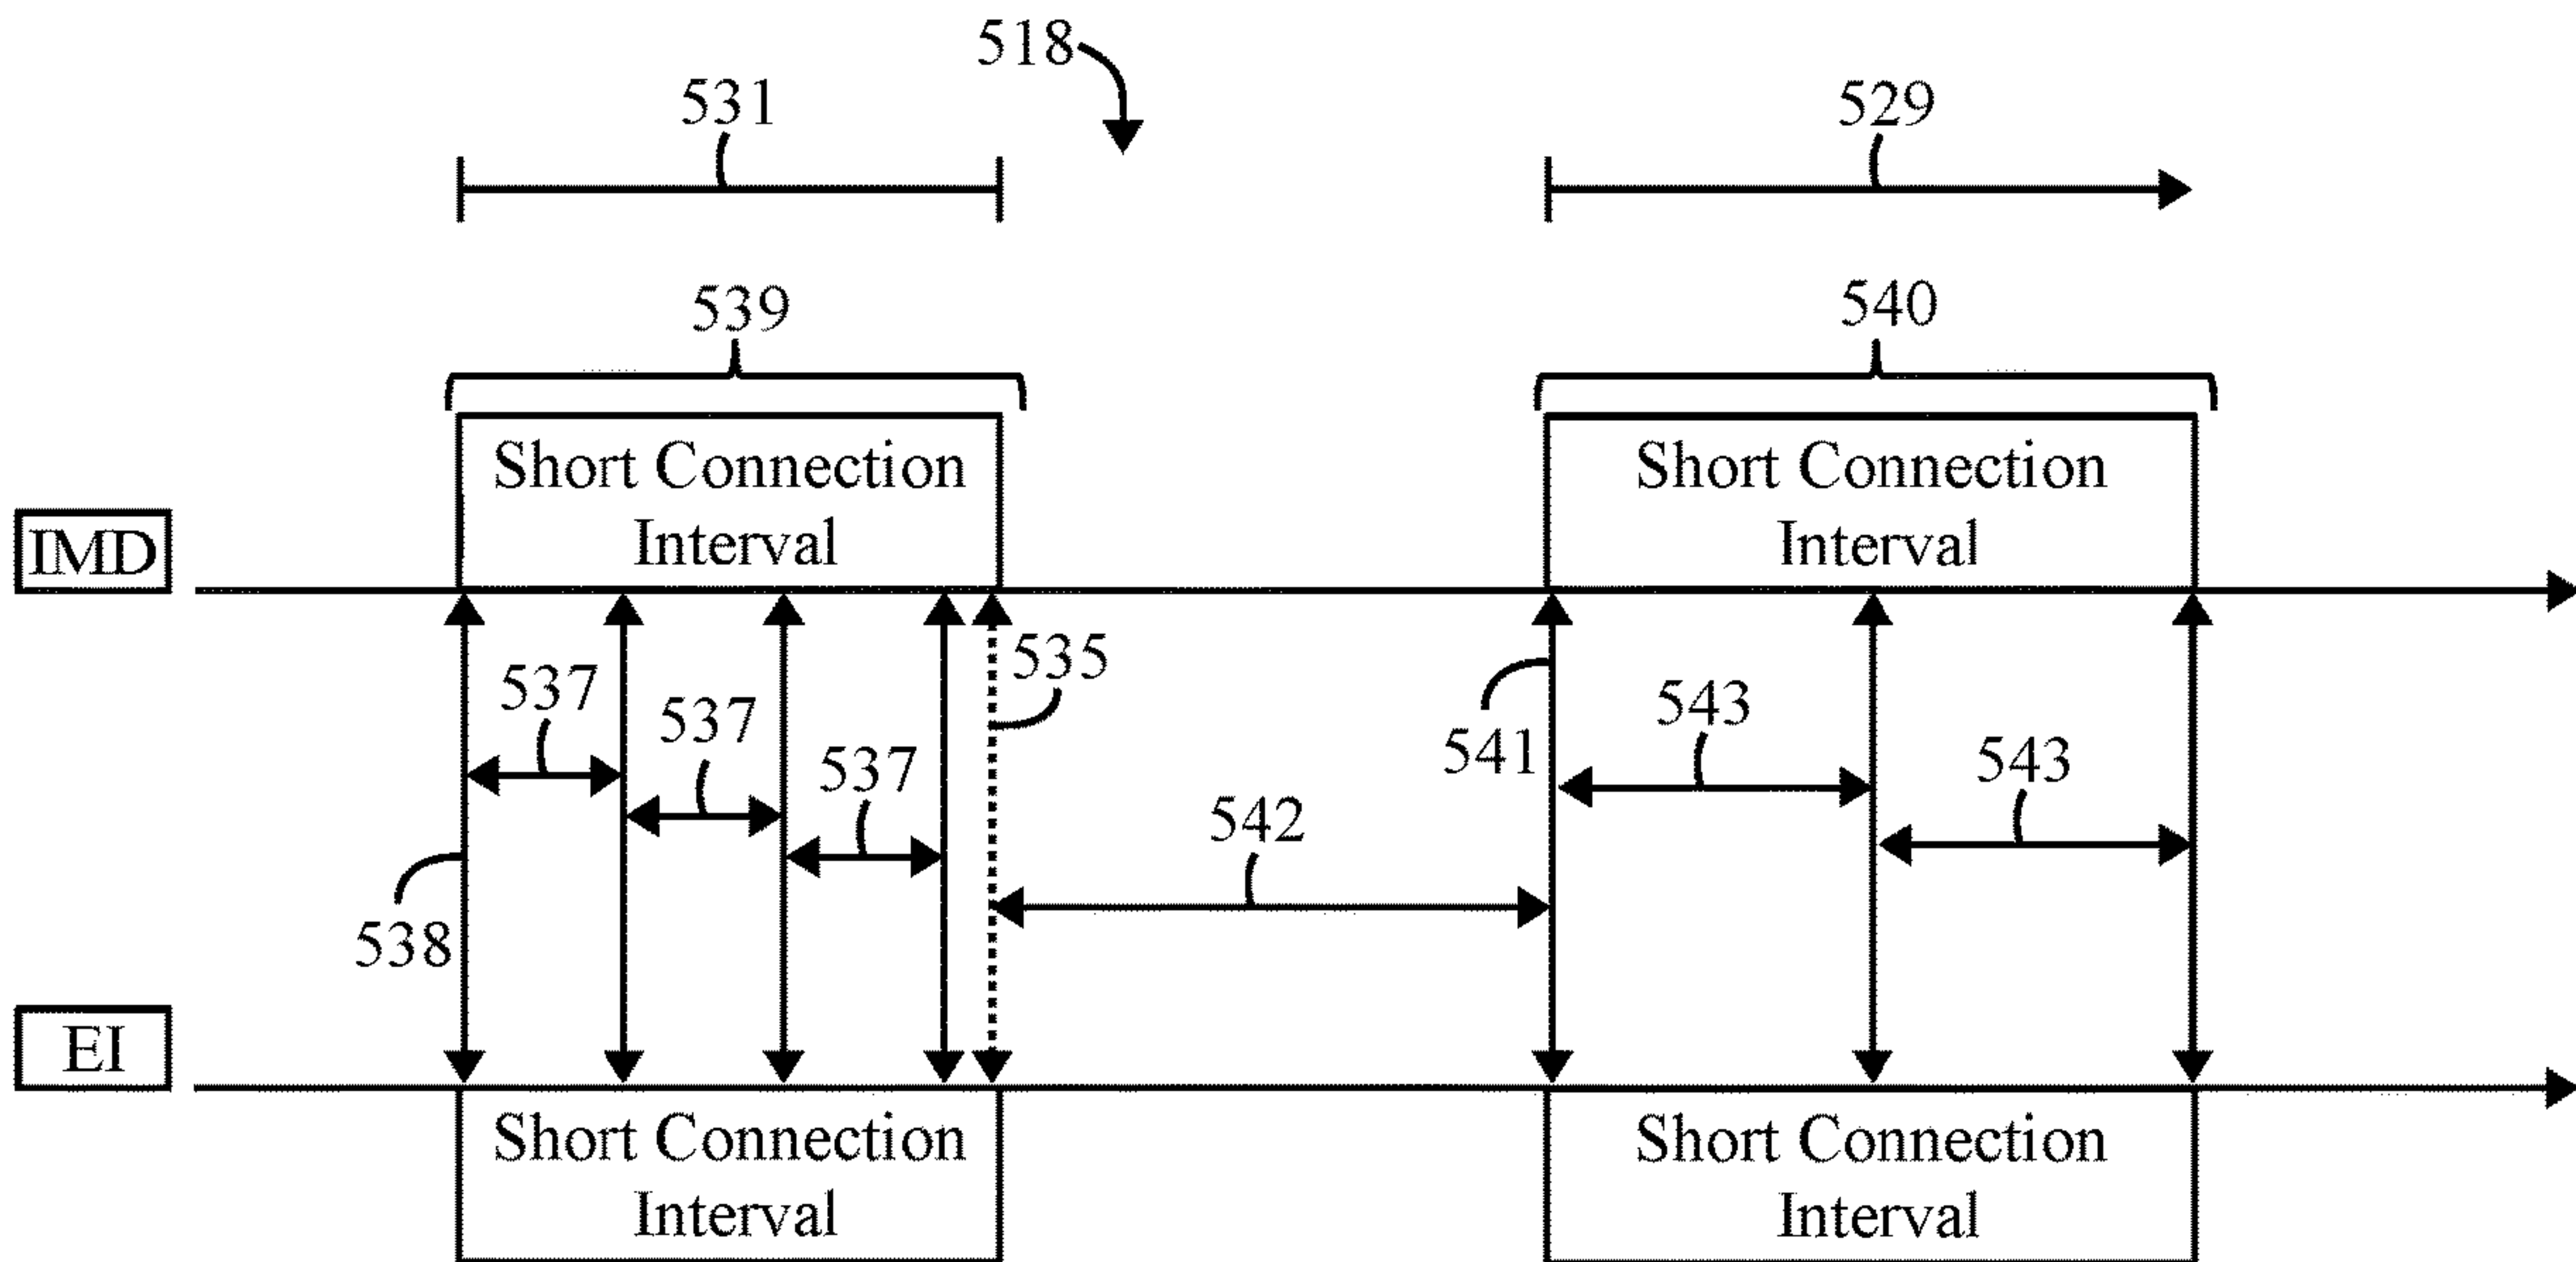 518
531
529
539
540
Short Connection
Interval
Short Connection
Interval
IMD
535
537
537
537
541
543
543
542
538
EI
Short Connection
Interval
Short Connection
Interval